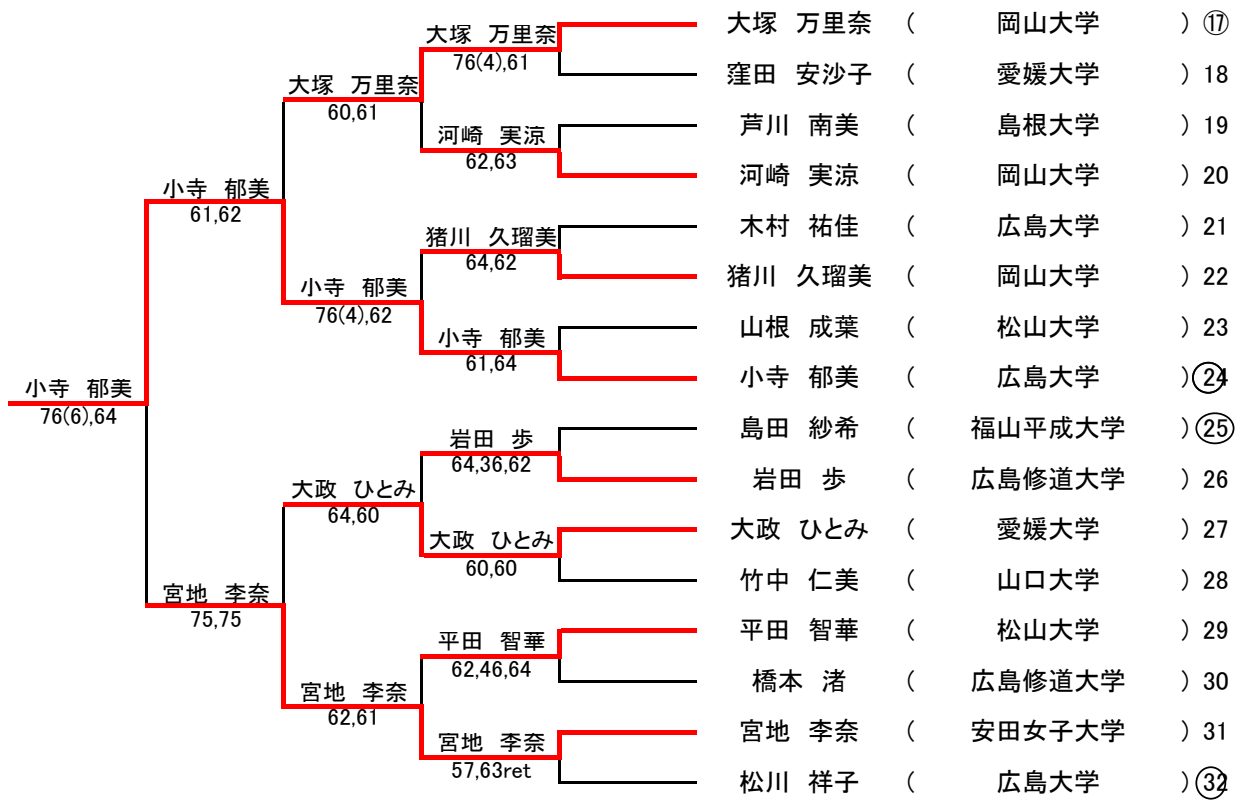 大塚 万里奈 ( 岡山大学 ) ⑰
窪田 安沙子 ( 愛媛大学 ) 18
芦川 南美 ( 島根大学 ) 19
河崎 実涼 ( 岡山大学 ) 20
木村 祐佳 ( 広島大学 ) 21
猪川 久瑠美 ( 岡山大学 ) 22
山根 成葉 ( 松山大学 ) 23
小寺 郁美 ( 広島大学 ) 24
島田 紗希 ( 福山平成大学 ) 25
岩田 歩 ( 広島修道大学 ) 26
大政 ひとみ ( 愛媛大学 ) 27
竹中 仁美 ( 山口大学 ) 28
平田 智華 ( 松山大学 ) 29
橋本 渚 ( 広島修道大学 ) 30
宮地 李奈 ( 安田女子大学 ) 31
松川 祥子 ( 広島大学 ) 32
大塚 万里奈
76(4),61
河崎 実涼
62,63
猪川 久瑠美
64,62
小寺 郁美
61,64
岩田 歩
64,36,62
大政 ひとみ
60,60
平田 智華
62,46,64
宮地 李奈
57,63ret
大塚 万里奈
60,61
小寺 郁美
76(4),62
大政 ひとみ
64,60
宮地 李奈
62,61
小寺 郁美
61,62
宮地 李奈
75,75
小寺 郁美
76(6),64